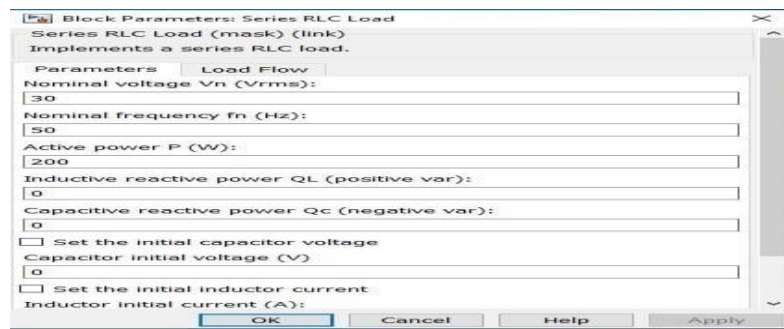 Block Parameters: Series RLC Load
Series RLC Load (mask) (link)
Implements a series RLC load.
Parameters Load Flow
Nominal voltage Vn (Vrms):
30
Nominal frequency fn (Hz):
50
Active power P (W):
200
Inductive reactive power QL (positive var):
0
Capacitive reactive power Qc (negative var):
0
Set the initial capacitor voltage
Capacitor initial voltage (V)
0
Set the initial inductor current
Inductor initial current (A):
OK Cancel Help Apply